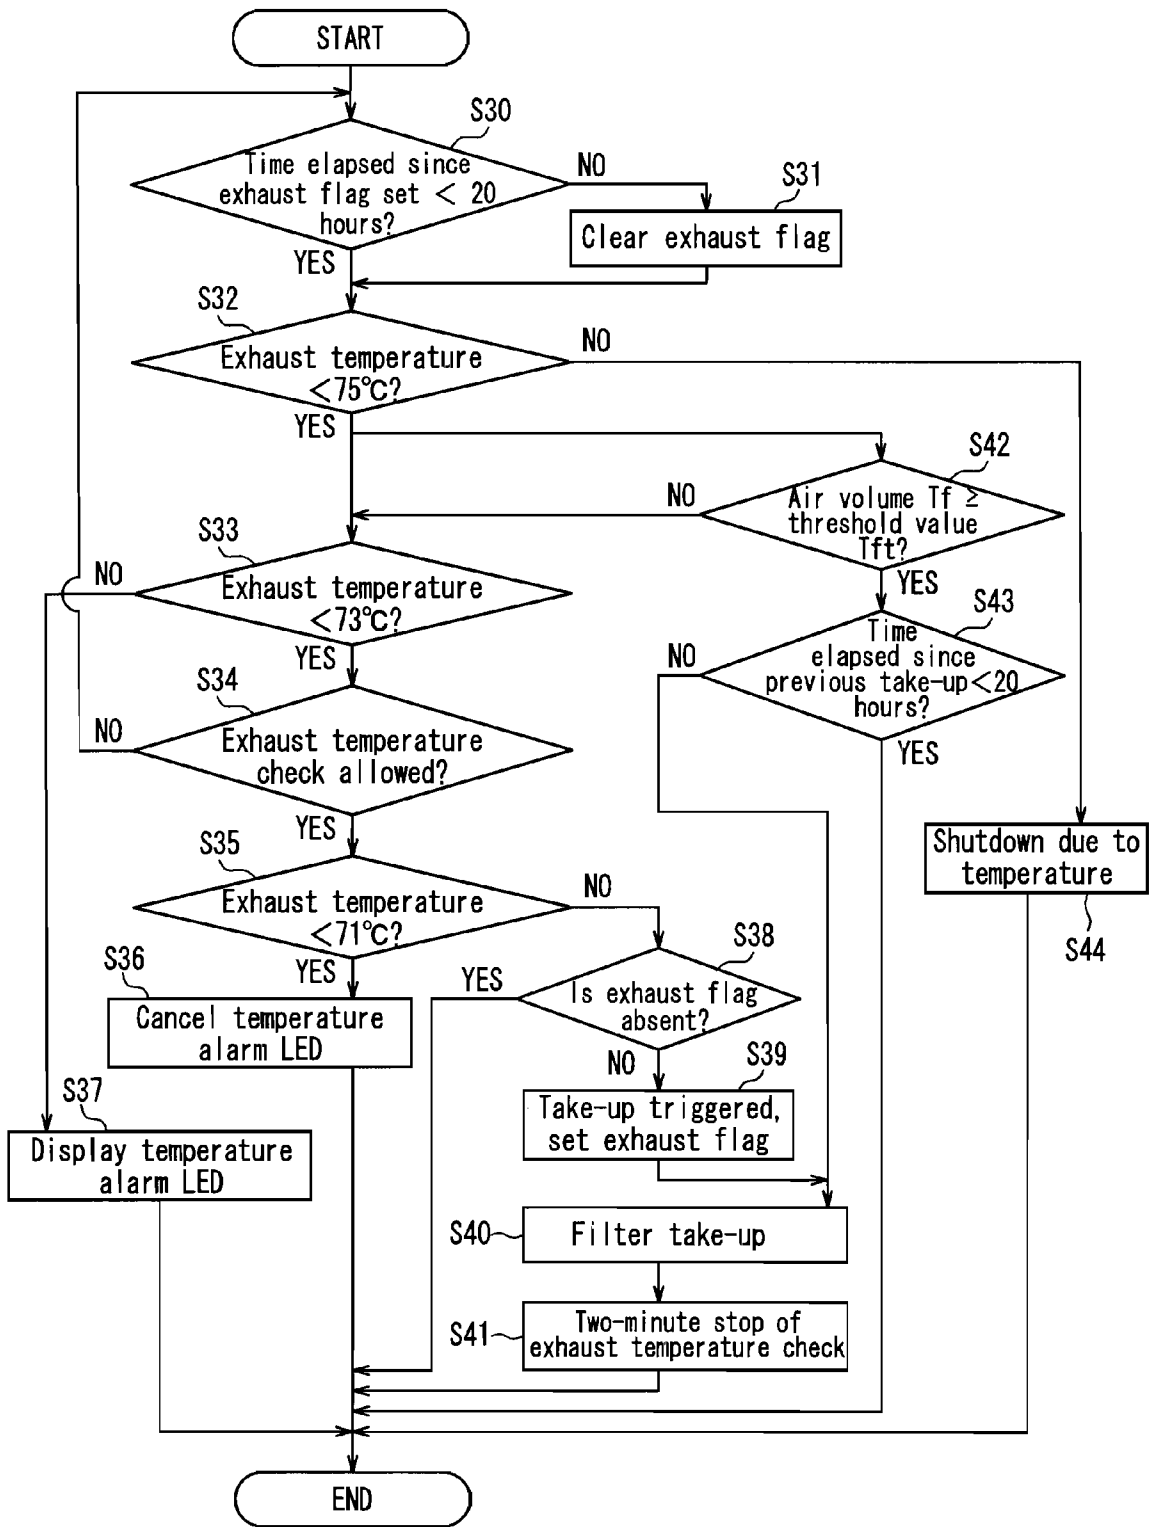 START
S30
Time elapsed since
exhaust flag set < 20
hours?
NO
S31
Clear exhaust flag
YES
S32
Exhaust temperature
<75℃?
NO
YES
S42
Air volume Tf ≥
threshold value
Tft?
NO
YES
S33
Exhaust temperature
<73℃?
NO
YES
S43
Time
elapsed since
previous take-up<20
hours?
NO
YES
S34
Exhaust temperature
check allowed?
NO
YES
Shutdown due to
temperature
S44
S35
Exhaust temperature
<71℃?
NO
YES
S36
Cancel temperature
alarm LED
S38
Is exhaust flag
absent?
YES
NO
S37
Display temperature
alarm LED
S39
Take-up triggered,
set exhaust flag
S40
Filter take-up
S41
Two-minute stop of
exhaust temperature check
END